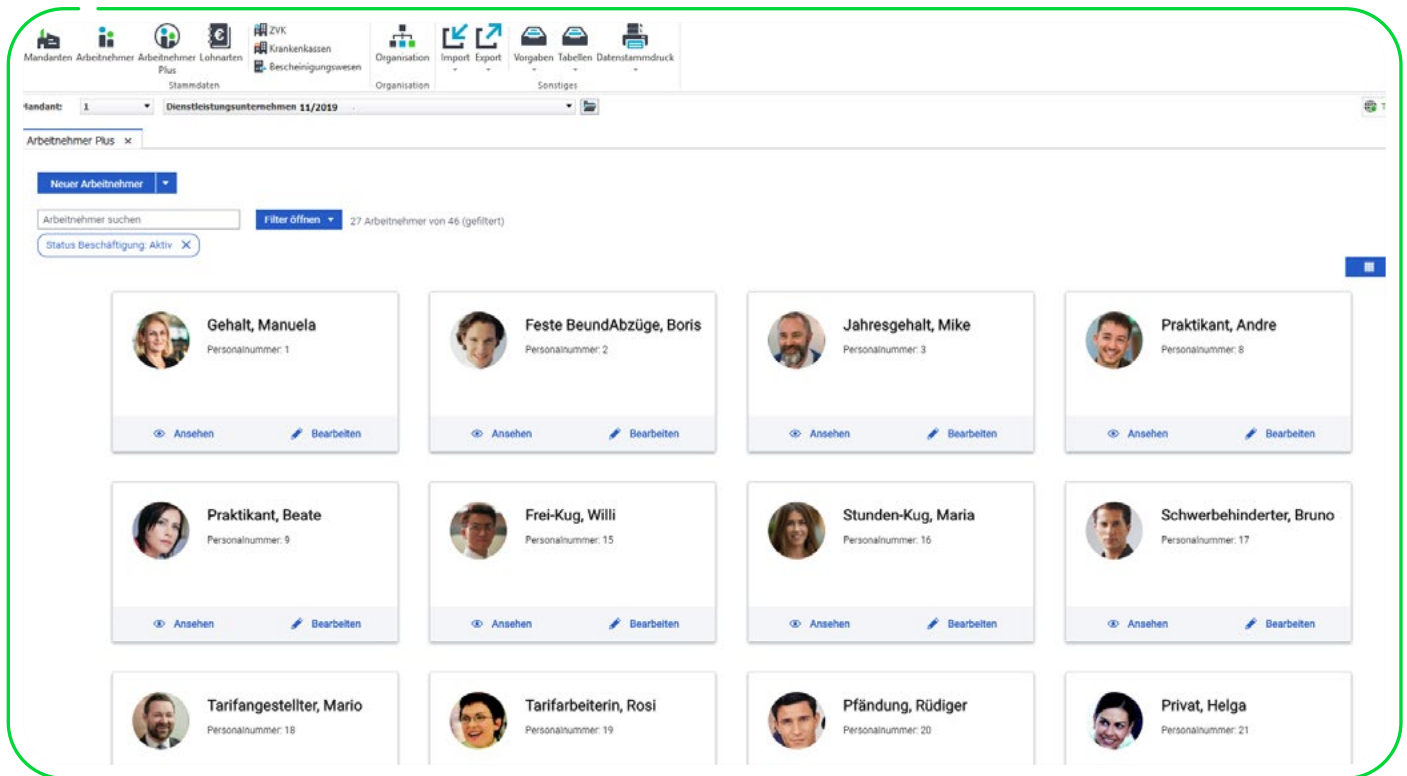 ZVK
Krankenkassen
Bescheinigungswesen
Mandanten Arbeitnehmer Arbeitnehmer Plus Lohnarten
Organisation Import Export Vorgaben Tabellen Datenstammdruck
Stammdaten Organisation Sonstiges
Mandant: 1 Dienstleistungsunternehmen 11/2019
Arbeitnehmer Plus ×
Neuer Arbeitnehmer
Arbeitnehmer suchen Filter öffnen 27 Arbeitnehmer von 46 (gefiltert)
Status Beschäftigung: Aktiv ×
Gehalt, Manuela Feste BeundAbzüge, Boris Jahresgehalt, Mike Praktikant, Andre
Personalnummer: 1 Personalnummer: 2 Personalnummer: 3 Personalnummer: 8
Ansehen Bearbeiten Ansehen Bearbeiten Ansehen Bearbeiten Ansehen Bearbeiten
Praktikant, Beate Frei-Kug, Willi Stunden-Kug, Maria Schwerbehinderter, Bruno
Personalnummer: 9 Personalnummer: 15 Personalnummer: 16 Personalnummer: 17
Ansehen Bearbeiten Ansehen Bearbeiten Ansehen Bearbeiten Ansehen Bearbeiten
Tarifangestellter, Mario Tarifarbeiterin, Rosi Pfändung, Rüdiger Privat, Helga
Personalnummer: 18 Personalnummer: 19 Personalnummer: 20 Personalnummer: 21